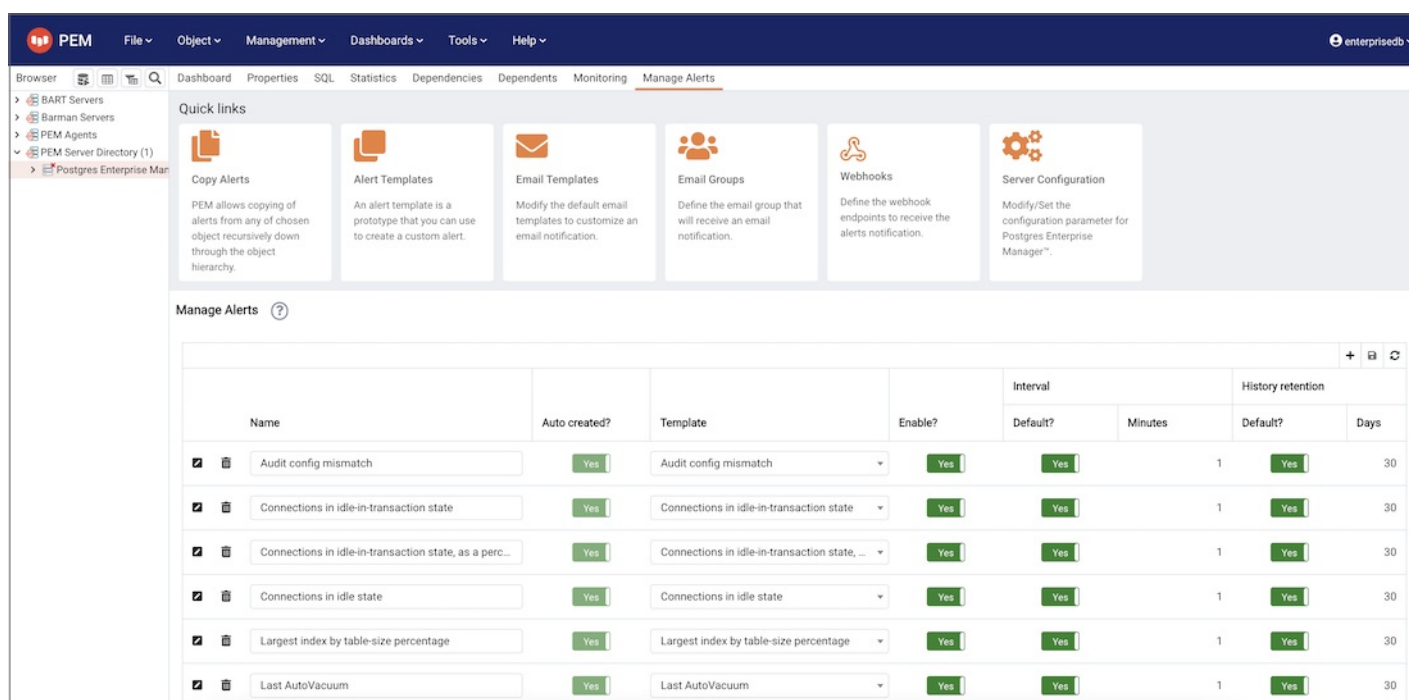 PEM File Object Management Dashboards Tools Help enterprisedb
Browser Dashboard Properties SQL Statistics Dependencies Dependents Monitoring Manage Alerts
BART Servers
Barman Servers
PEM Agents
PEM Server Directory (1)
Postgres Enterprise Man
Quick links
Copy Alerts
PEM allows copying of
alerts from any of chosen
object recursively down
through the object
hierarchy.
Alert Templates
An alert template is a
prototype that you can use
to create a custom alert.
Email Templates
Modify the default email
templates to customize an
email notification.
Email Groups
Define the email group that
will receive an email
notification.
Webhooks
Define the webhook
endpoints to receive the
alerts notification.
Server Configuration
Modify/Set the
configuration parameter for
Postgres Enterprise
Manager™.
Manage Alerts ?
Interval History retention
Name Auto created? Template Enable? Default? Minutes Default? Days
Audit config mismatch Yes Audit config mismatch Yes Yes 1 Yes 30
Connections in idle-in-transaction state Yes Connections in idle-in-transaction state Yes Yes 1 Yes 30
Connections in idle-in-transaction state, as a perc... Yes Connections in idle-in-transaction state, ... Yes Yes 1 Yes 30
Connections in idle state Yes Connections in idle state Yes Yes 1 Yes 30
Largest index by table-size percentage Yes Largest index by table-size percentage Yes Yes 1 Yes 30
Last AutoVacuum Yes Last AutoVacuum Yes Yes 1 Yes 30